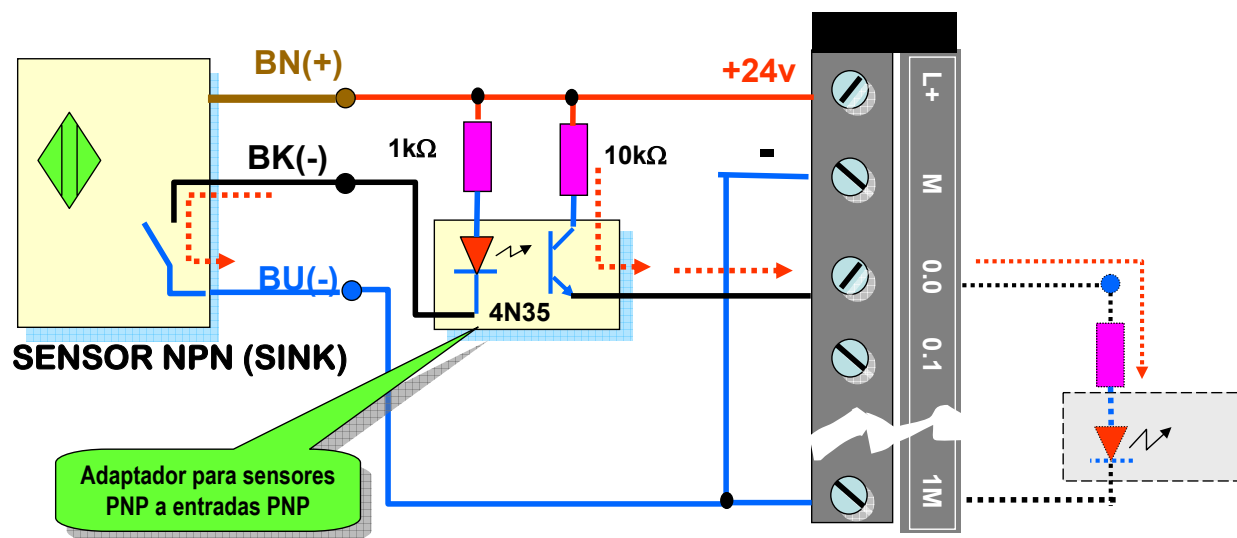 BN(+)
+24v
L+
1kΩ
10kΩ
-
BK(-)
M
BU(-)
0.0
4N35
SENSOR NPN (SINK)
0.1
Adaptador para sensores
PNP a entradas PNP
1M